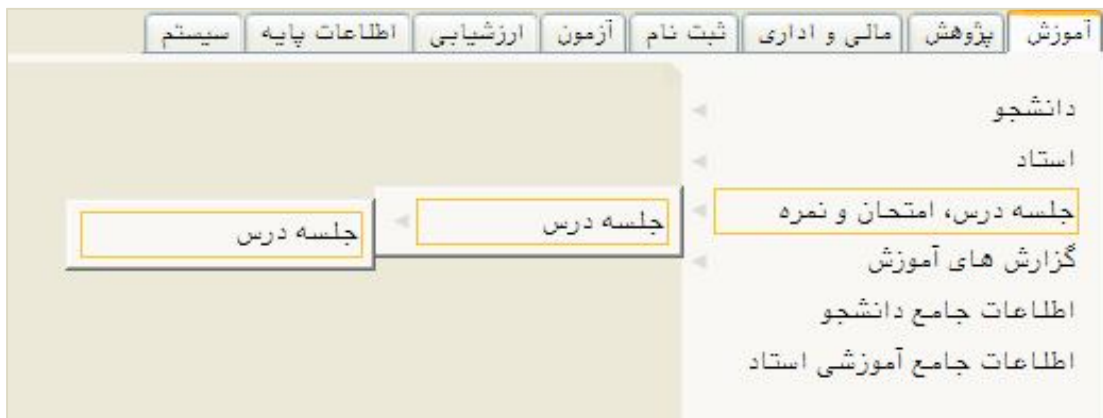 آموزش پژوهش مالی و اداری ثبت نام آزمون ارزشیابی اطلاعات پایه سیستم
دانشجو
استاد
جلسه درس، امتحان و نمره جلسه درس جلسه درس
گزارش های آموزش
اطلاعات جامع دانشجو
اطلاعات جامع آموزشی استاد